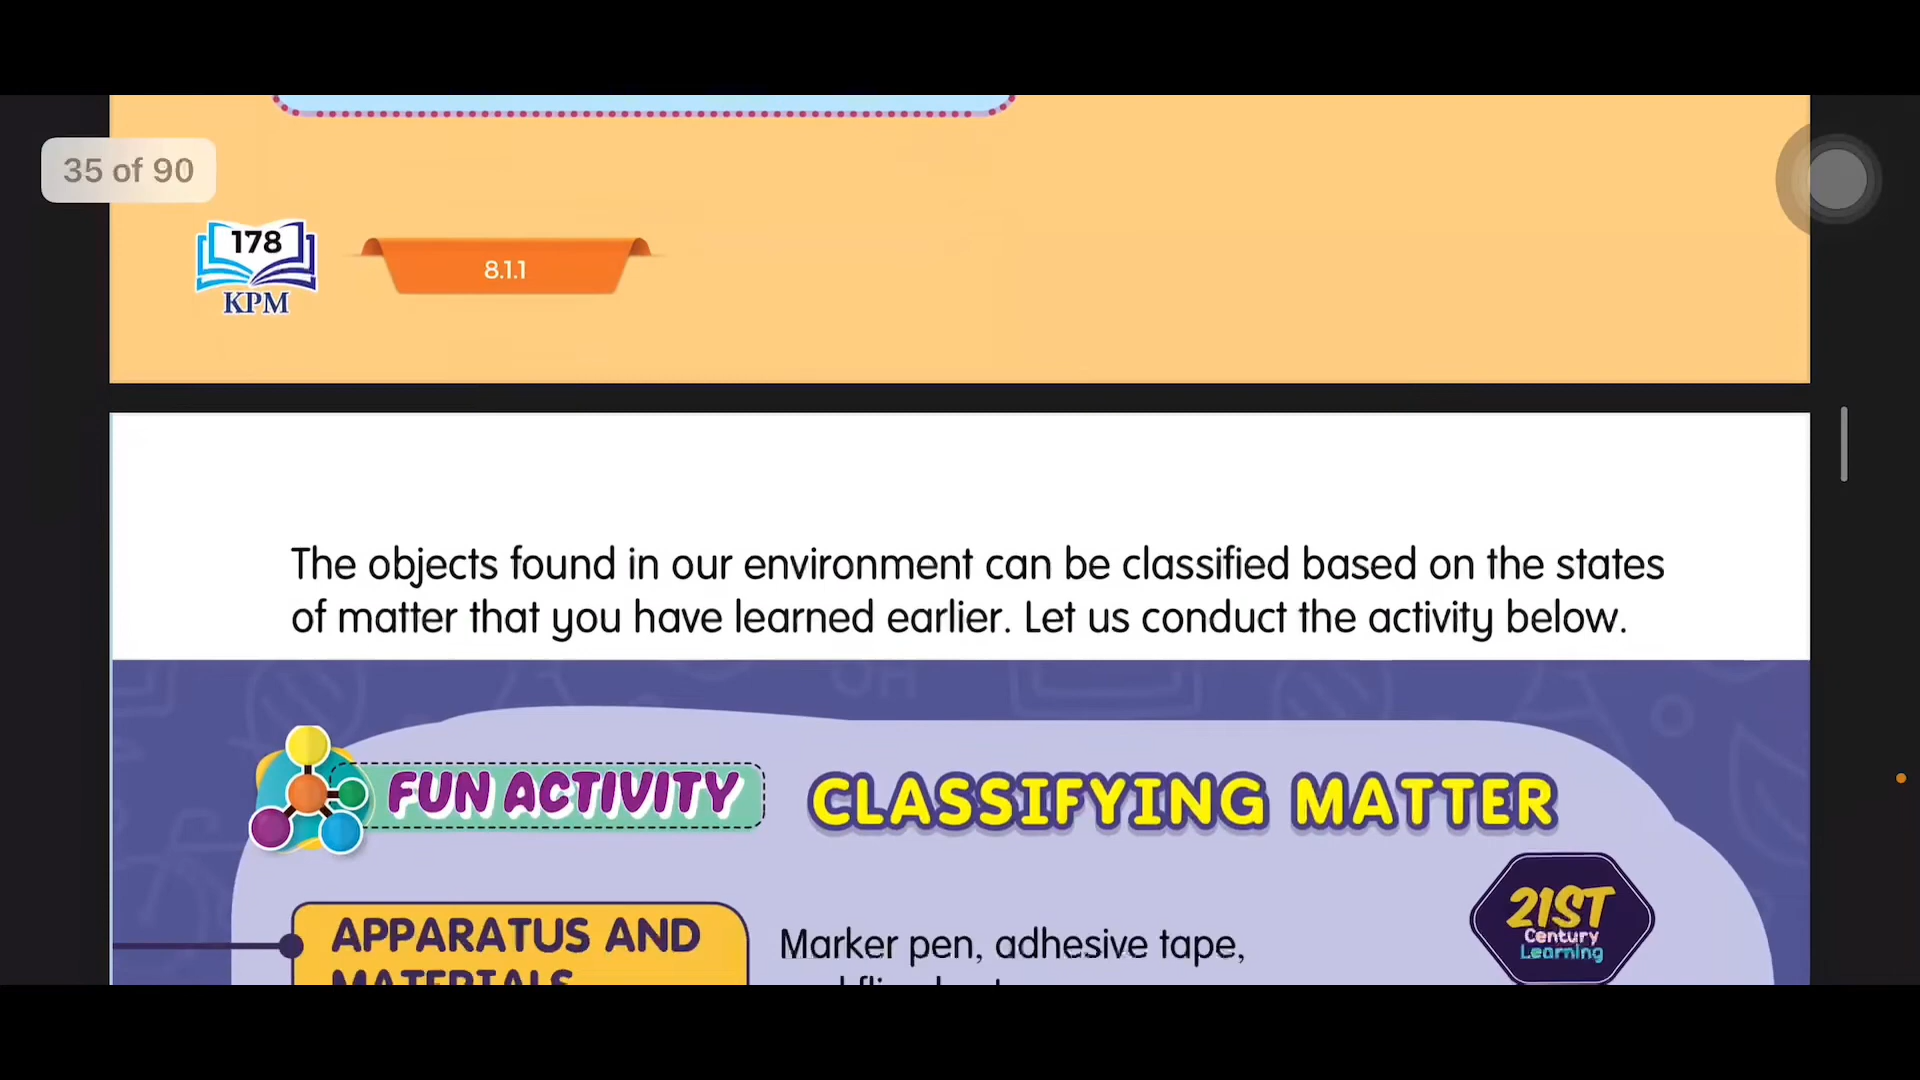 35 of 90
178
KPM
8.1.1
The objects found in our environment can be classified based on the states
of matter that you have learned earlier. Let us conduct the activity below.
FUN ACTIVITY
CLASSIFYING MATTER
21ST
Century
Learning
APPARATUS AND
MATERIALS
Marker pen, adhesive tape,